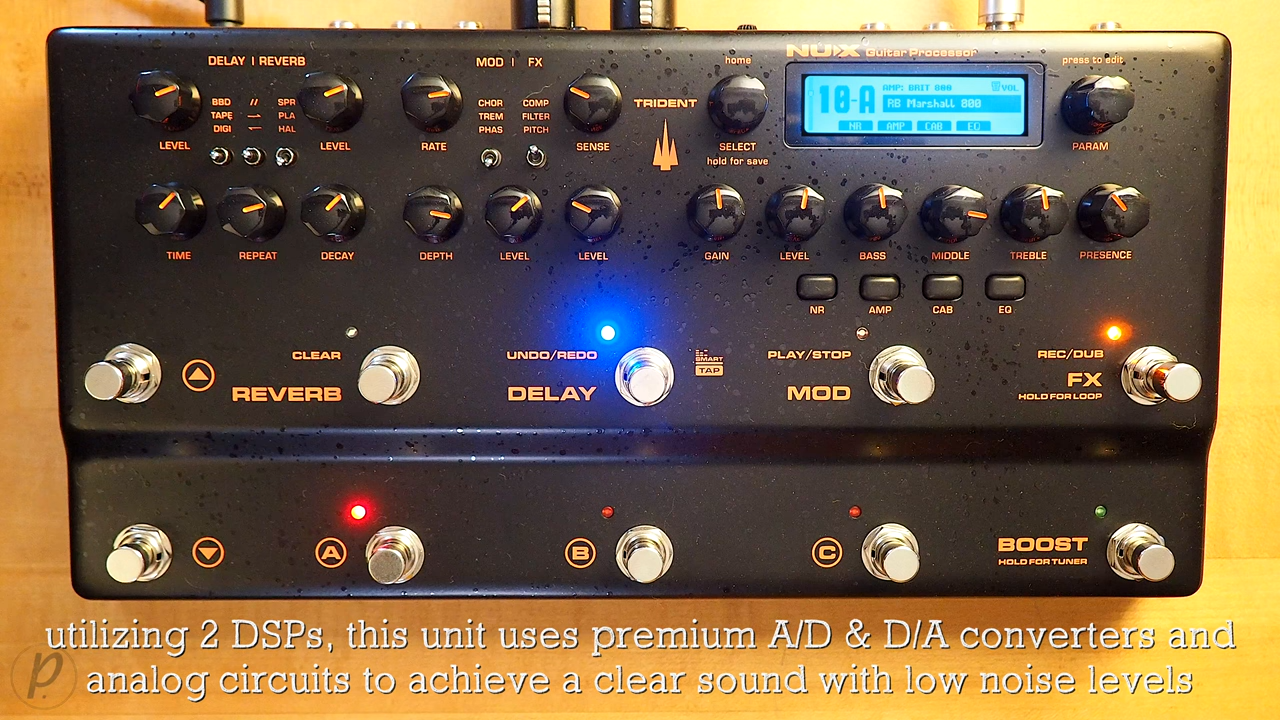 NUX Guitar Processor
DELAY | REVERB
MOD | FX
home
press to edit
BBD // SPR
TAPE PLA
DIGI HAL
CHOR COMP
TREM FILTER
PHAS PITCH
TRIDENT
10-A
AMP: BRIT 800
VOL
RB Marshall 800
NR AMP CAB EQ
LEVEL
LEVEL
RATE
SENSE
SELECT
hold for save
PARAM
TIME
REPEAT
DECAY
DEPTH
LEVEL
LEVEL
GAIN
LEVEL
BASS
MIDDLE
TREBLE
PRESENCE
NR
AMP
CAB
EQ
CLEAR
REVERB
UNDO/REDO
DELAY
SMART
TAP
PLAY/STOP
MOD
REC/DUB
FX
HOLD FOR LOOP
A
B
C
BOOST
HOLD FOR TUNER
utilizing 2 DSPs, this unit uses premium A/D & D/A converters and
analog circuits to achieve a clear sound with low noise levels
p